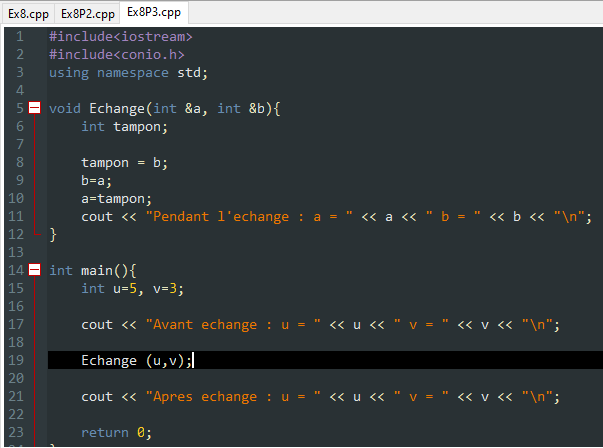 Ex8.cpp Ex8P2.cpp Ex8P3.cpp
1 #include<iostream>
2 #include<conio.h>
3 using namespace std;
4
5 void Echange(int &a, int &b){
6 int tampon;
7
8 tampon = b;
9 b=a;
10 a=tampon;
11 cout << "Pendant l'echange : a = " << a << " b = " << b << "\n";
12 }
13
14 int main(){
15 int u=5, v=3;
16
17 cout << "Avant echange : u = " << u << " v = " << v << "\n";
18
19 Echange (u,v);
20
21 cout << "Apres echange : u = " << u << " v = " << v << "\n";
22
23 return 0;